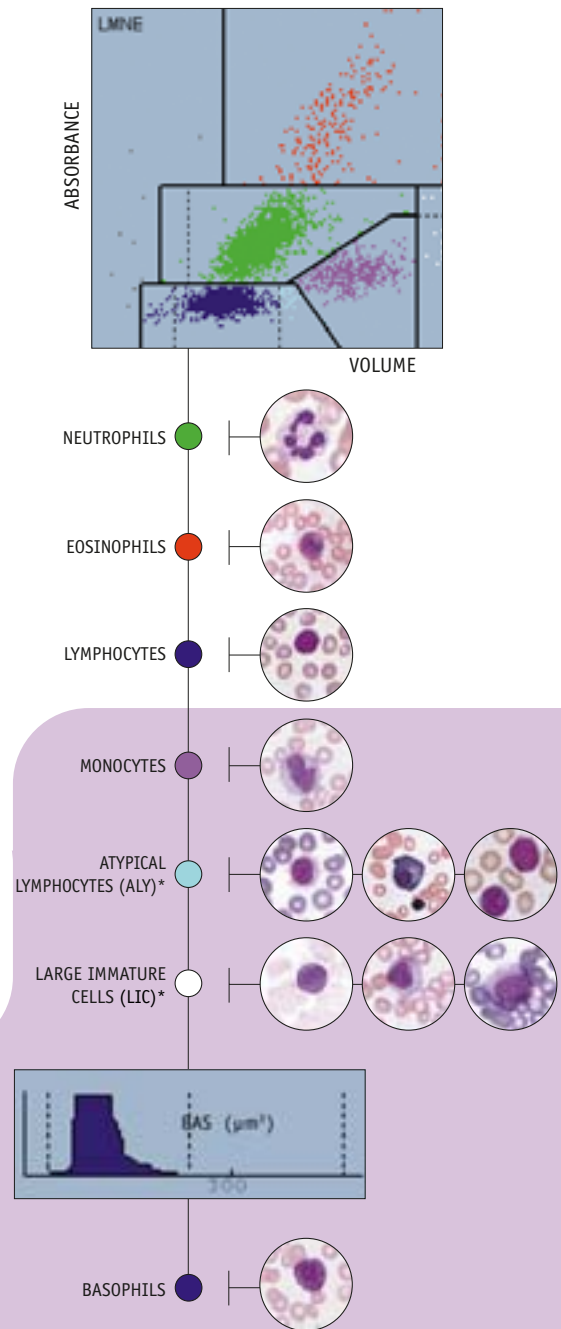 LMNE
ABSORBANCE
VOLUME
NEUTROPHILS
EOSINOPHILS
LYMPHOCYTES
MONOCYTES
ATYPICAL
LYMPHOCYTES (ALY)*
LARGE IMMATURE
CELLS (LIC)*
BAS (µm³)
300
BASOPHILS